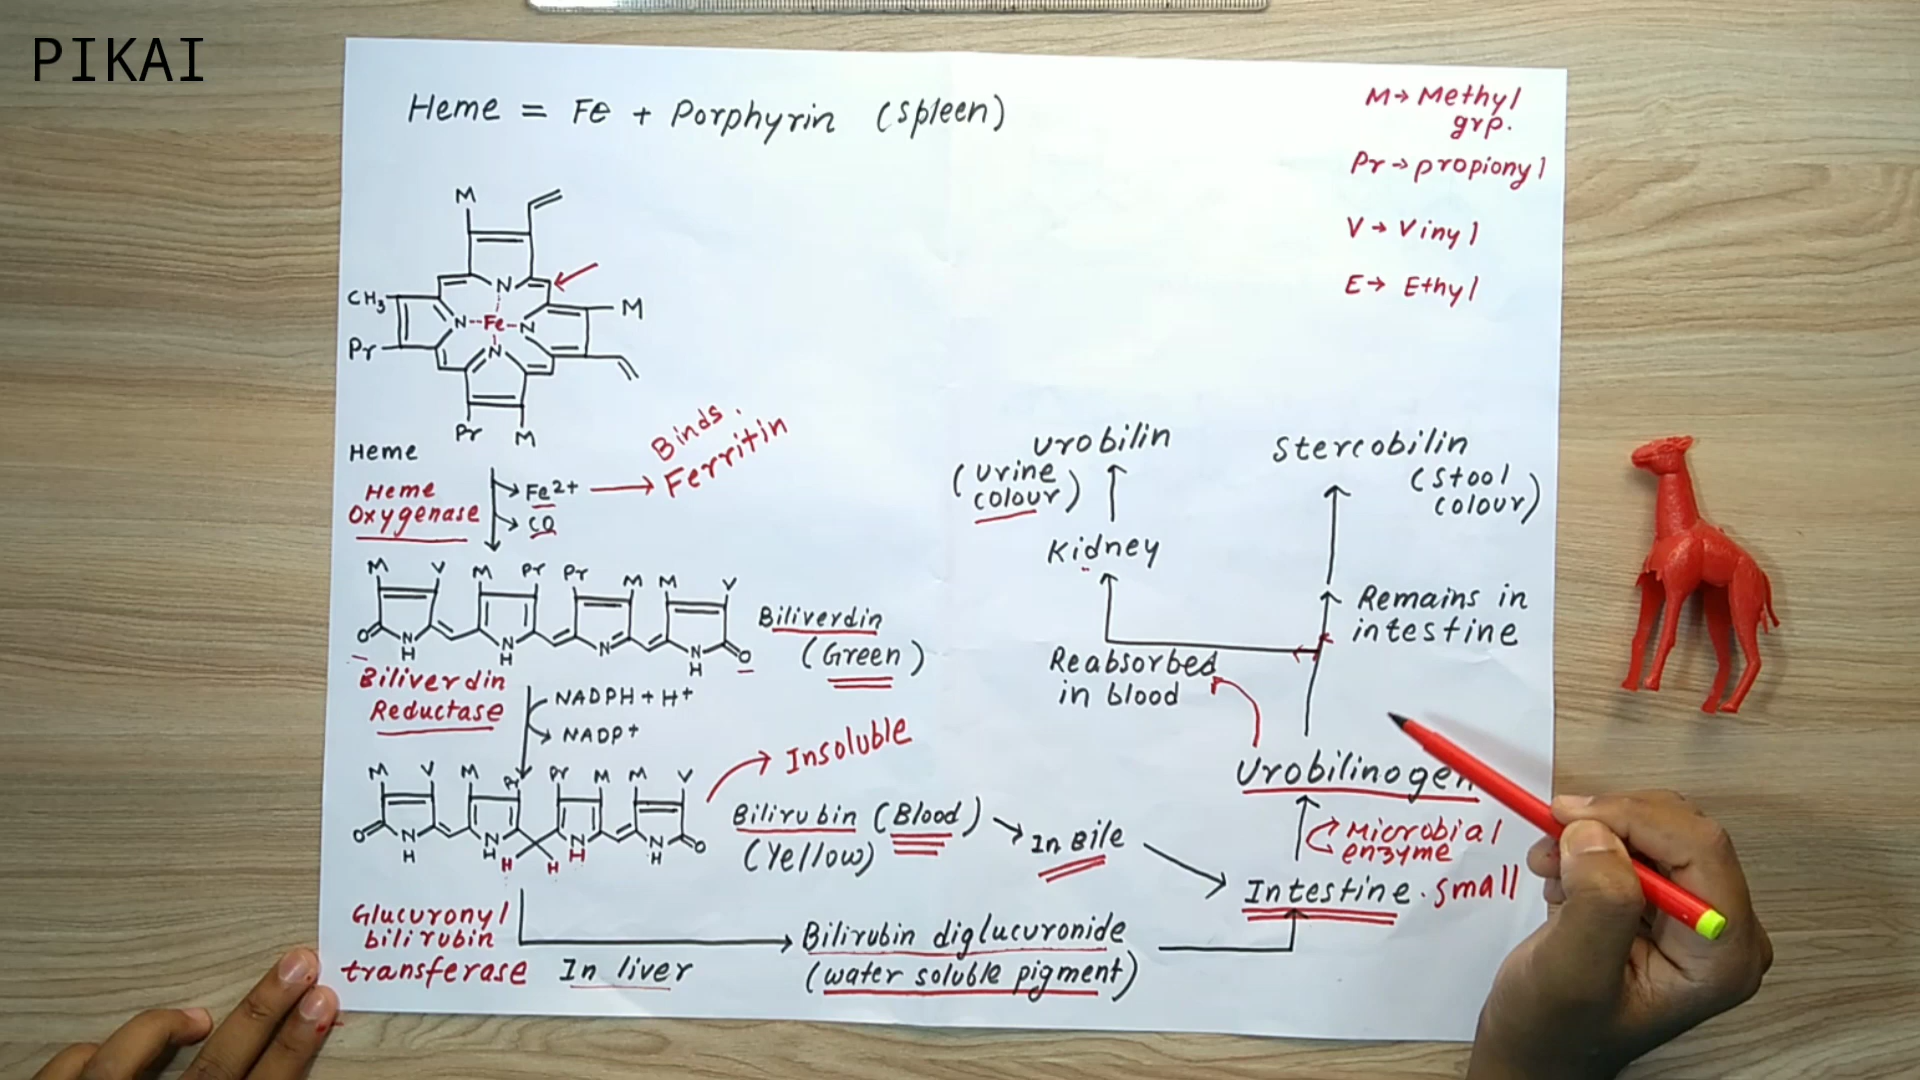 PIKAI
Heme = Fe + Porphyrin (Spleen)
M→ Methyl
grp.
Pr→ propionyl
V→ Vinyl
E→ Ethyl
M
N
CH3
M
N--Fe-N
Pr
N
Pr M
Heme
Heme
Oxygenase
Fe2+
CO
Binds.
Ferritin
M V M Pr Pr M M V
O N H N H N N H O
Biliverdin
(Green)
Biliverdin
Reductase
NADPH + H+
NADP+
Insoluble
M V M Pr Pr M M V
O N H N H N H N H O
H H
Bilirubin (Blood)
(Yellow)
In Bile
Glucuronyl
bilirubin
transferase
In liver
Bilirubin diglucuronide
(water soluble pigment)
Intestine. small
Microbial
enzyme
Urobilinogen
Reabsorbed
in blood
Remains in
intestine
Kidney
Urobilin
(Urine
colour)
Stercobilin
(Stool
colour)